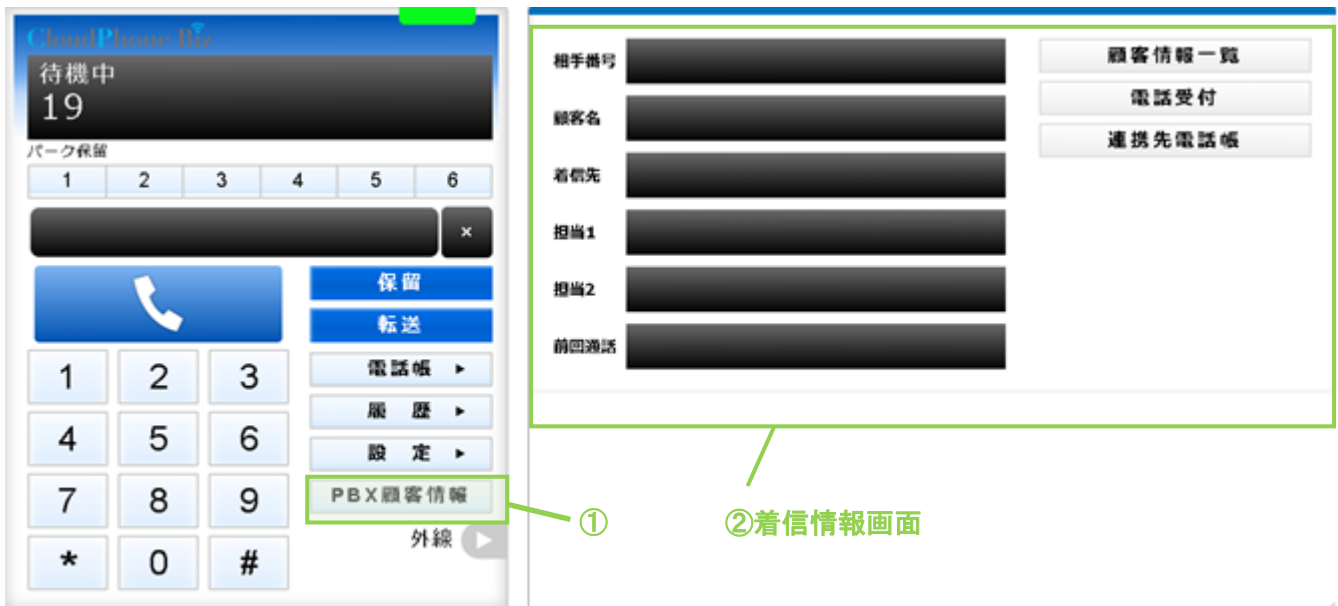 CloudPhone Biz
待機中
19
パーク保留
1 2 3 4 5 6
×
保留
転送
1 2 3
電話帳 ▶
履 歴 ▶
4 5 6
設 定 ▶
7 8 9
PBX顧客情報
外線
* 0 #
①
相手番号
顧客名
着信先
担当1
担当2
前回通話
顧客情報一覧
電話受付
連携先電話帳
②着信情報画面